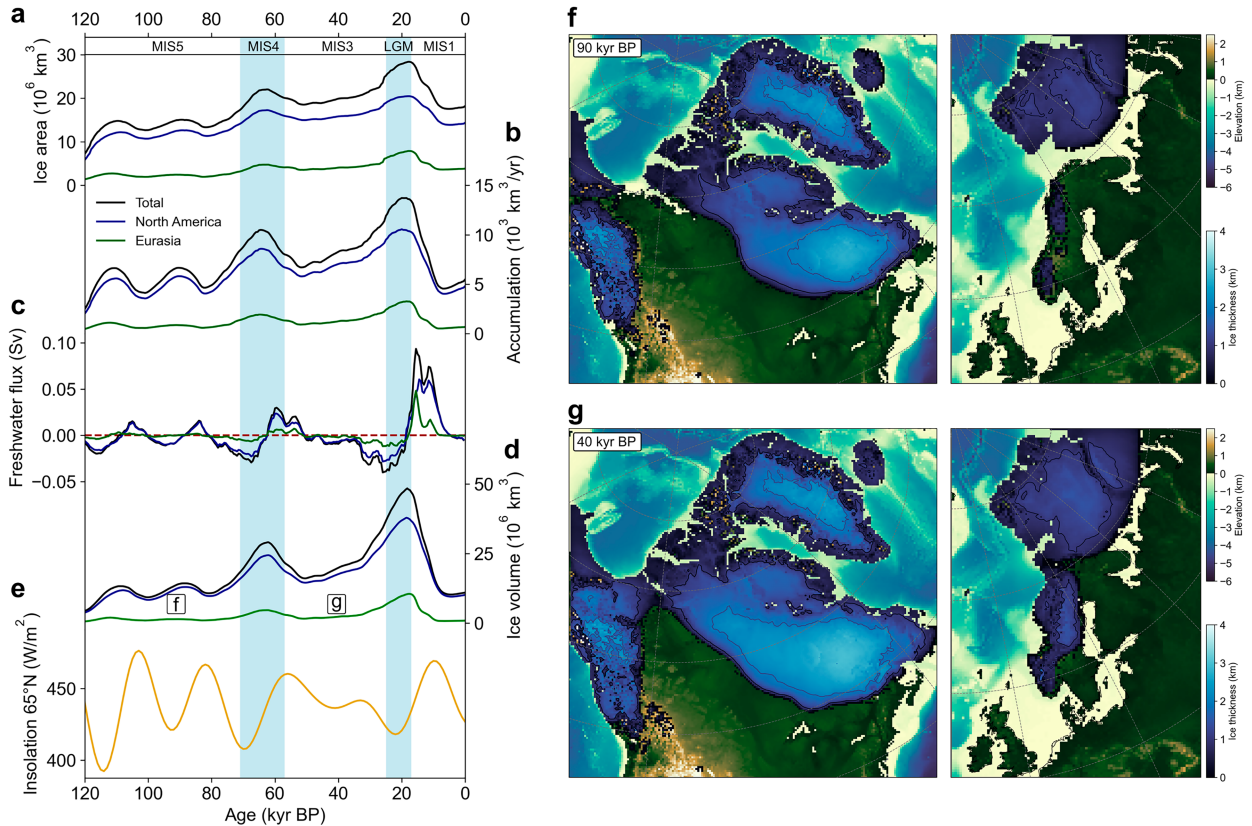 a
120 100 80 60 40 20 0
MIS5 MIS4 MIS3 LGM MIS1
30
20
10
0
Ice area (10⁶ km³)
b
15
10
5
0
Accumulation (10³ km³/yr)
Total
North America
Eurasia
c
0.10
0.05
0.00
−0.05
Freshwater flux (Sv)
d
50
25
0
Ice volume (10⁶ km³)
f
g
e
450
400
Insolation 65°N (W/m²)
120 100 80 60 40 20 0
Age (kyr BP)
f
90 kyr BP
2
1
0
−1
−2
−3
−4
−5
−6
Elevation (km)
4
3
2
1
0
Ice thickness (km)
g
40 kyr BP
2
1
0
−1
−2
−3
−4
−5
−6
Elevation (km)
4
3
2
1
0
Ice thickness (km)